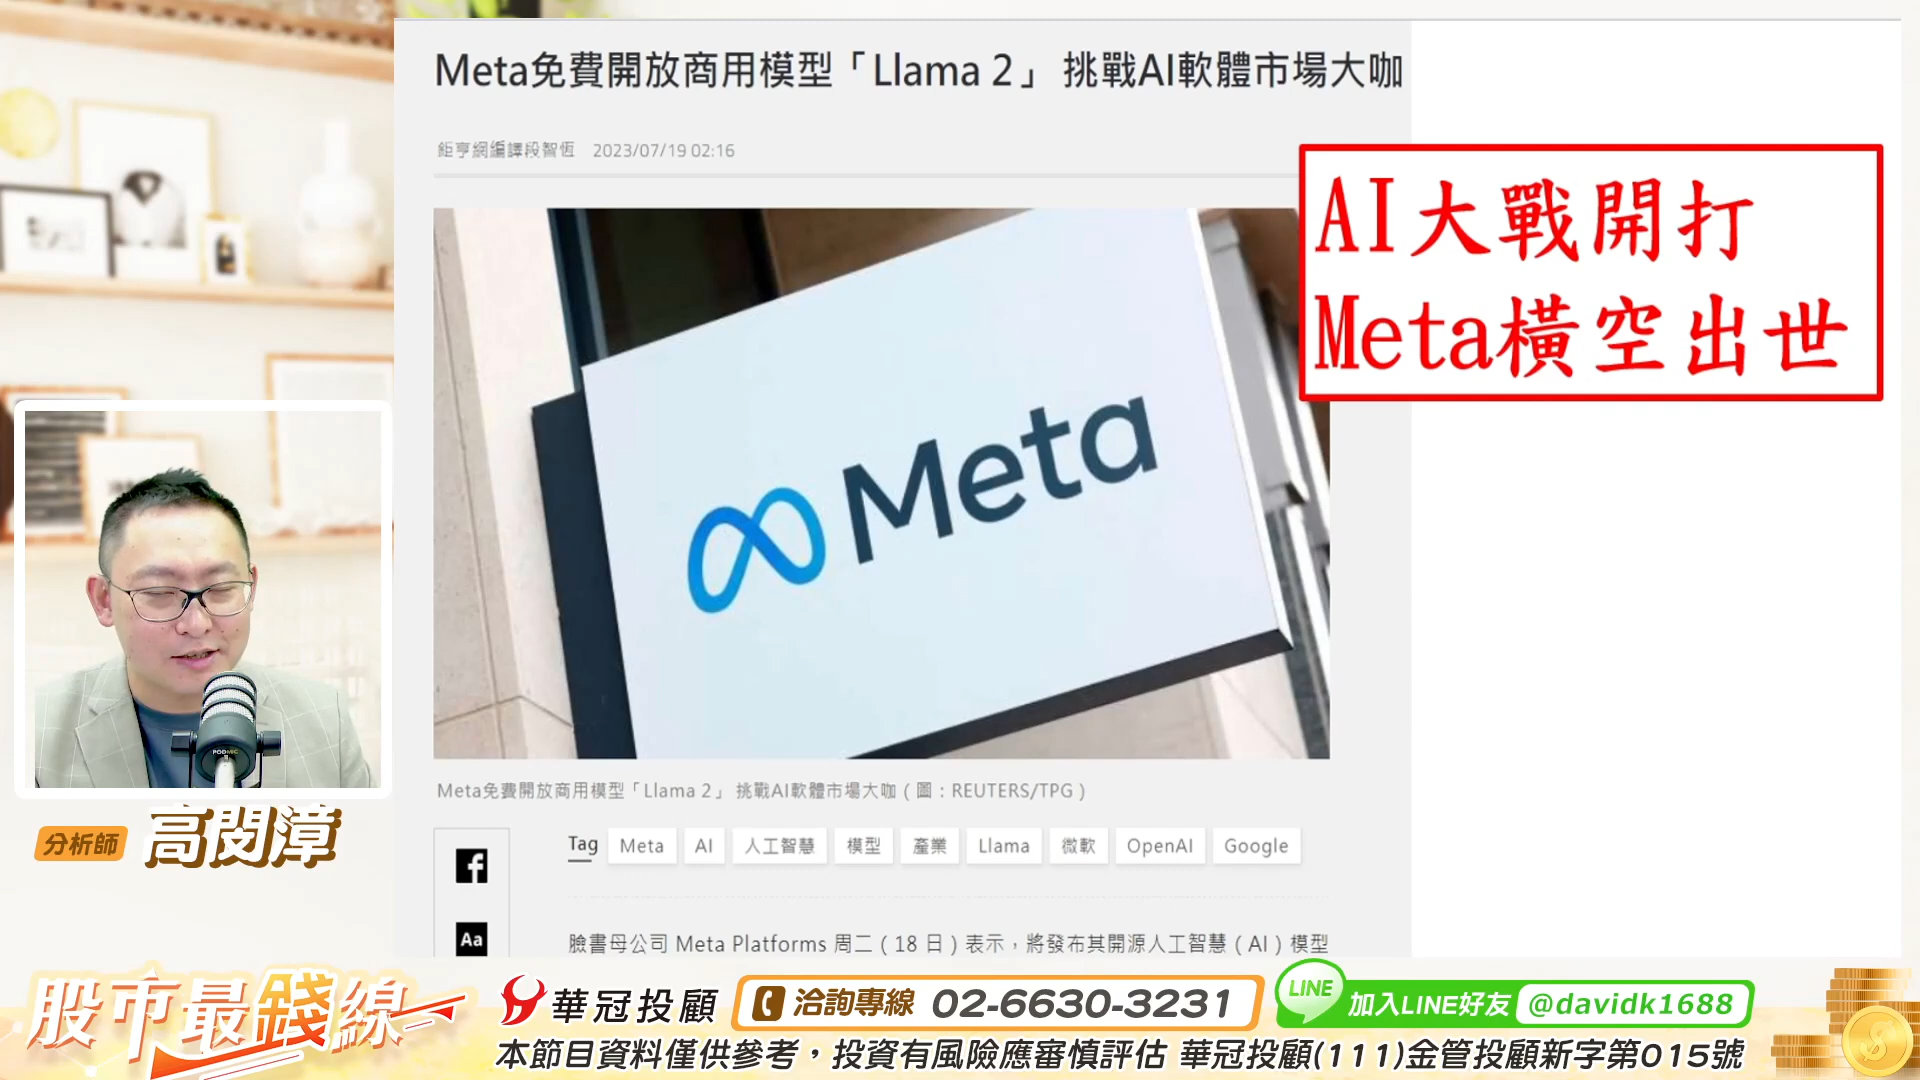 Meta免費開放商用模型「Llama 2」 挑戰AI軟體市場大咖
鉅亨網編譯段智恆 2023/07/19 02:16
AI大戰開打
Meta橫空出世
Meta
PODMIC
Meta免費開放商用模型「Llama 2」 挑戰AI軟體市場大咖 ( 圖：REUTERS/TPG )
分析師 高閔漳
Tag Meta AI 人工智慧 模型 產業 Llama 微軟 OpenAI Google
Aa
臉書母公司 Meta Platforms 周二 ( 18 日 ) 表示，將發布其開源人工智慧 ( AI ) 模型
股市最錢線
華冠投顧 洽詢專線 02-6630-3231 LINE 加入LINE好友 @davidk1688
本節目資料僅供參考，投資有風險應審慎評估 華冠投顧(111)金管投顧新字第015號